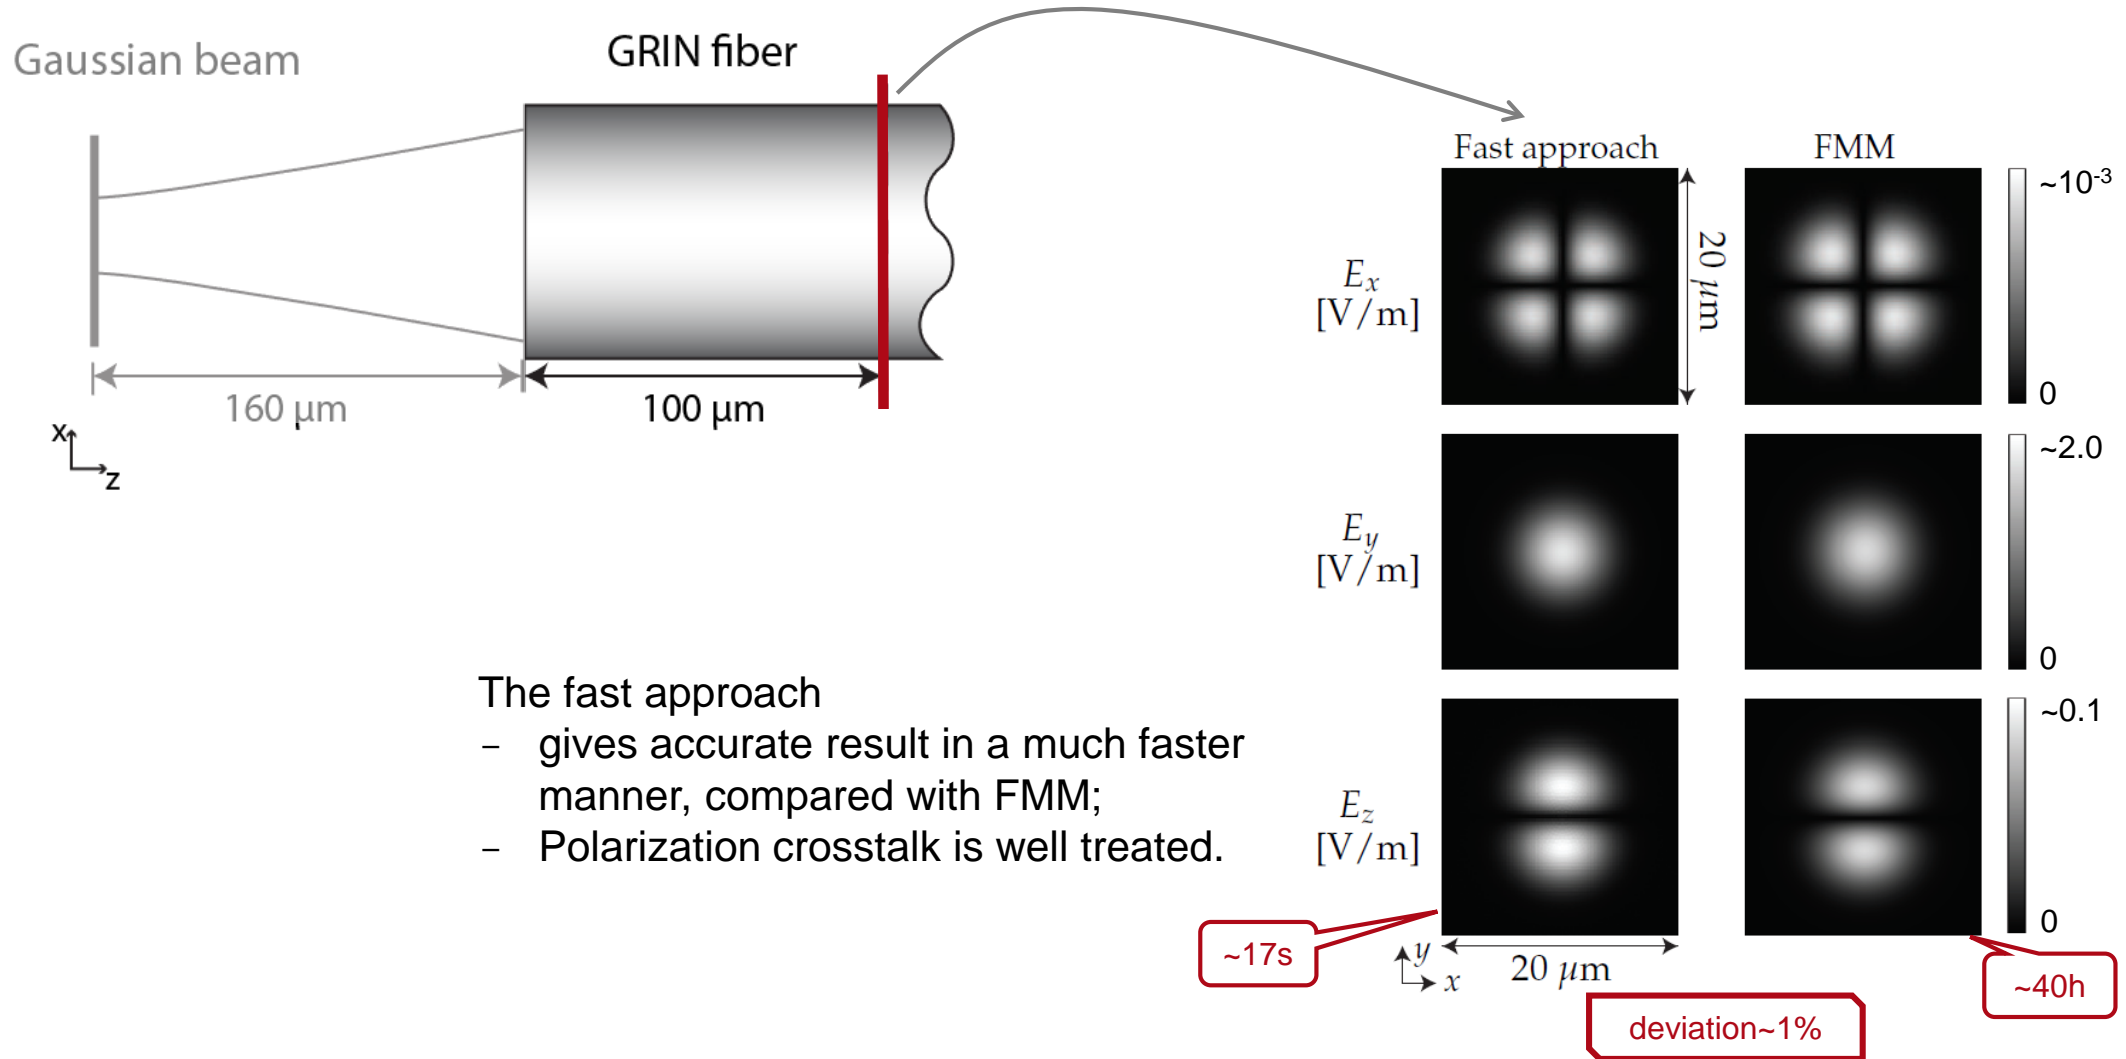 Gaussian beam
GRIN fiber
160 μm
100 μm
x
z
Fast approach
FMM
Ex
[V/m]
20 μm
~10-3
0
Ey
[V/m]
~2.0
0
Ez
[V/m]
~0.1
0
The fast approach
– gives accurate result in a much faster
manner, compared with FMM;
– Polarization crosstalk is well treated.
~17s
y
x
20 μm
~40h
deviation~1%